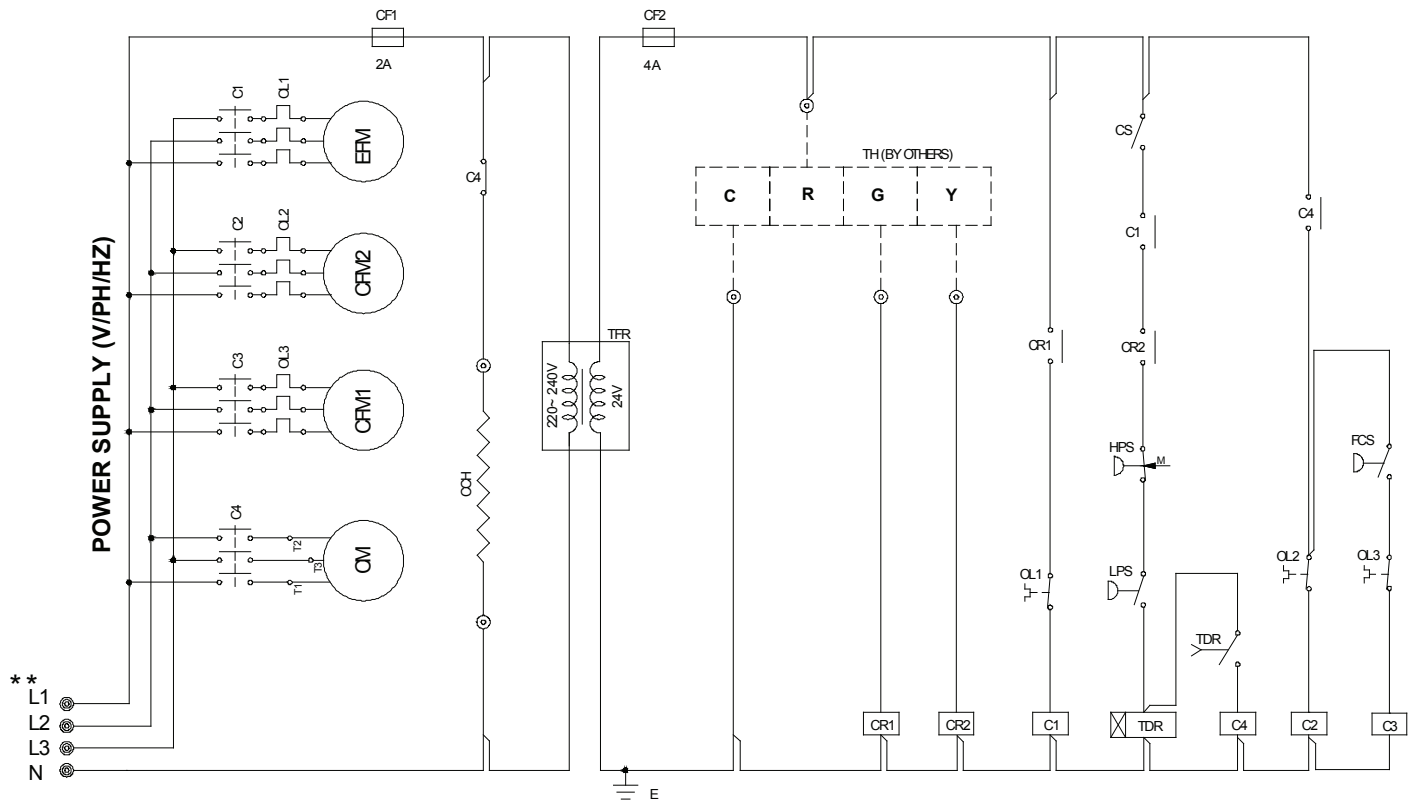 CF1
CF2
2A
4A
C1
OL1
EFM
C2
OL2
CFM2
C3
OL3
CFM1
C4
CM
T2
T3
T1
POWER SUPPLY (V/PH/HZ)
**
L1
L2
L3
N
C4
CCH
TFR
220~ 240V
24V
TH (BY OTHERS)
C R G Y
CS
C1
C4
CR1
CR2
HPS
M
FCS
OL1
LPS
OL2
OL3
TDR
CR1
CR2
C1
TDR
C4
C2
C3
E